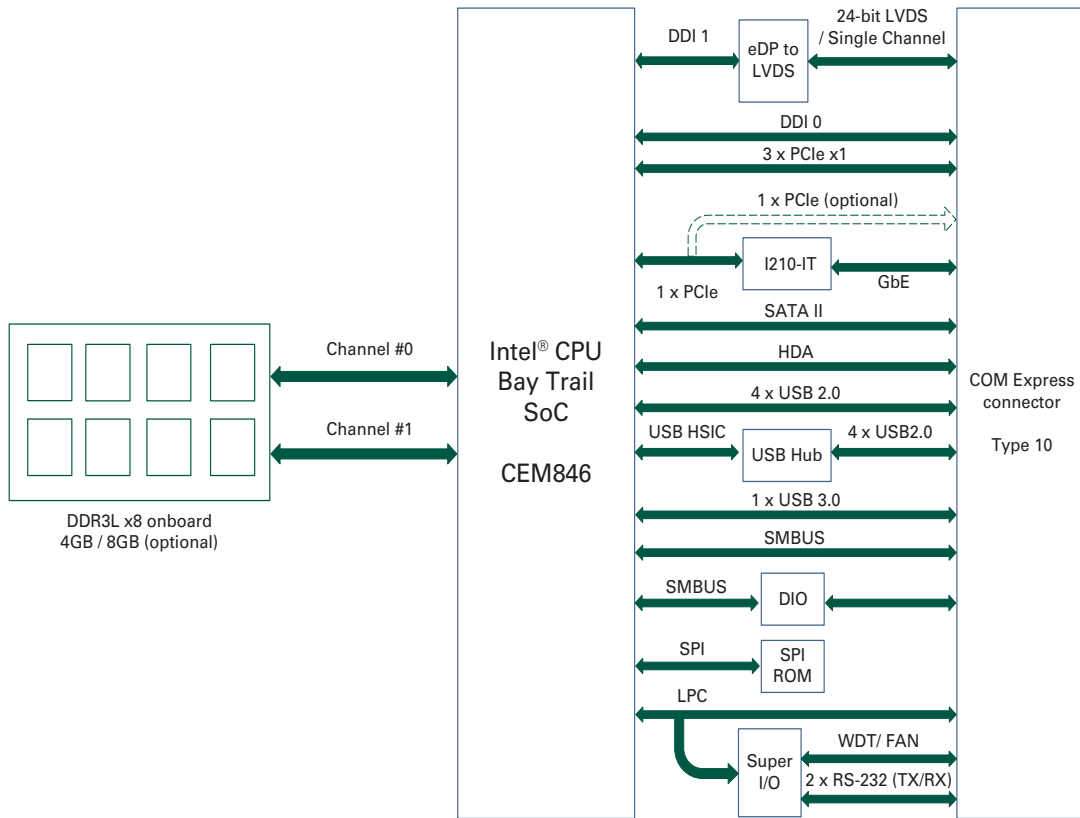 24-bit LVDS
/ Single Channel
DDI 1
eDP to
LVDS
DDI 0
3 x PCIe x1
1 x PCIe (optional)
I210-IT
1 x PCIe
GbE
SATA II
HDA
4 x USB 2.0
USB HSIC
USB Hub
4 x USB2.0
1 x USB 3.0
SMBUS
SMBUS
DIO
SPI
SPI
ROM
LPC
Super
I/O
WDT/ FAN
2 x RS-232 (TX/RX)
Channel #0
Channel #1
DDR3L x8 onboard
4GB / 8GB (optional)
Intel® CPU
Bay Trail
SoC
CEM846
COM Express
connector
Type 10